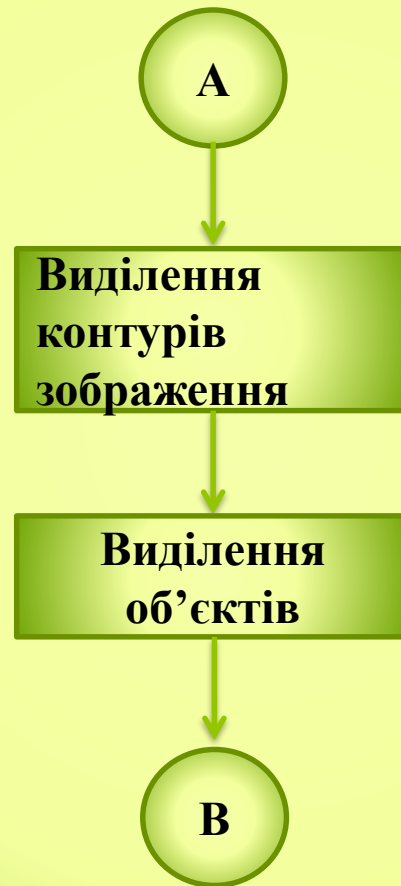 А
Виділення
контурів
зображення
Виділення
об’єктів
В